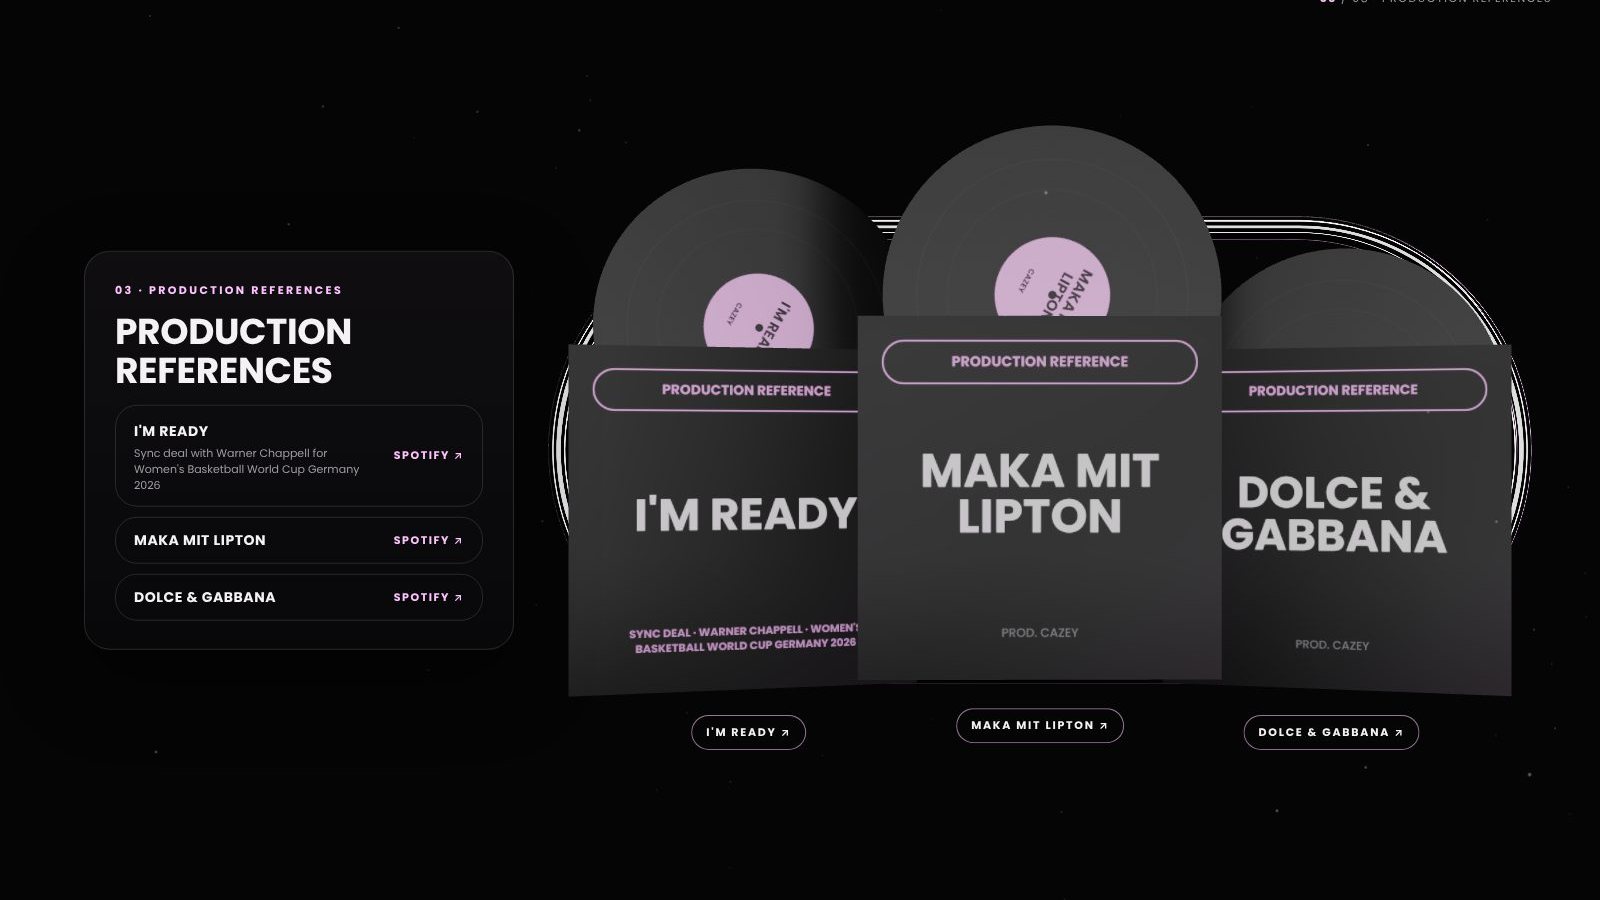 03 · PRODUCTION REFERENCES
PRODUCTION
REFERENCES
I'M READY
Sync deal with Warner Chappell for
Women's Basketball World Cup Germany
2026
SPOTIFY ↗
MAKA MIT LIPTON
SPOTIFY ↗
DOLCE & GABBANA
SPOTIFY ↗
CAZEY
PRODUCTION REFERENCE
I'M READY
SYNC DEAL · WARNER CHAPPELL · WOMEN'S
BASKETBALL WORLD CUP GERMANY 2026
I'M READY ↗
CAZEY
MAKA
PRODUCTION REFERENCE
MAKA MIT
LIPTON
PROD. CAZEY
MAKA MIT LIPTON ↗
PRODUCTION REFERENCE
DOLCE &
GABBANA
PROD. CAZEY
DOLCE & GABBANA ↗